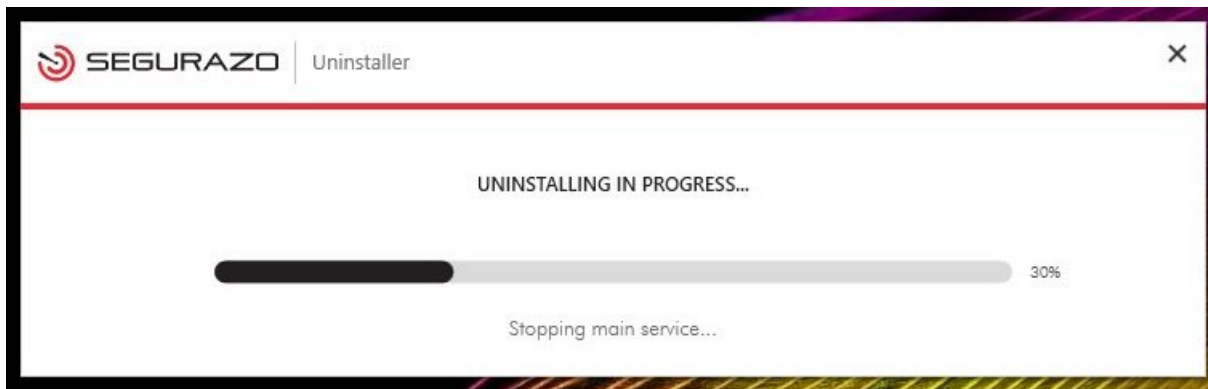 SEGURAZO Uninstaller
UNINSTALLING IN PROGRESS...
30%
Stopping main service...